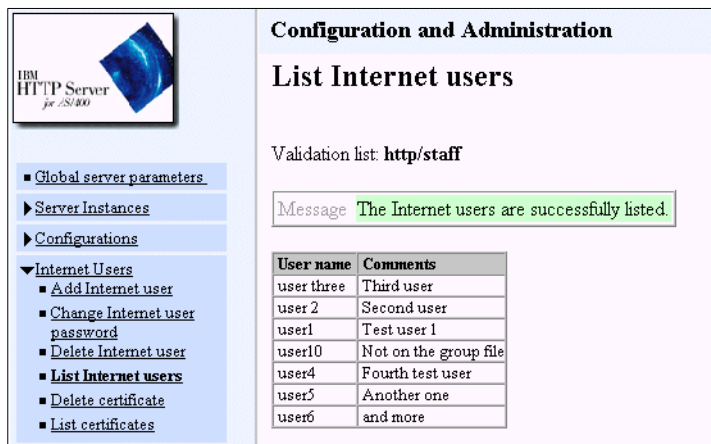 IBM
HTTP Server
for AS/400
Global server parameters
Server Instances
Configurations
Internet Users
Add Internet user
Change Internet user
password
Delete Internet user
List Internet users
Delete certificate
List certificates
Configuration and Administration
List Internet users
Validation list: http/staff
Message The Internet users are successfully listed.
User name Comments
user three Third user
user 2 Second user
user1 Test user 1
user10 Not on the group file
user4 Fourth test user
user5 Another one
user6 and more